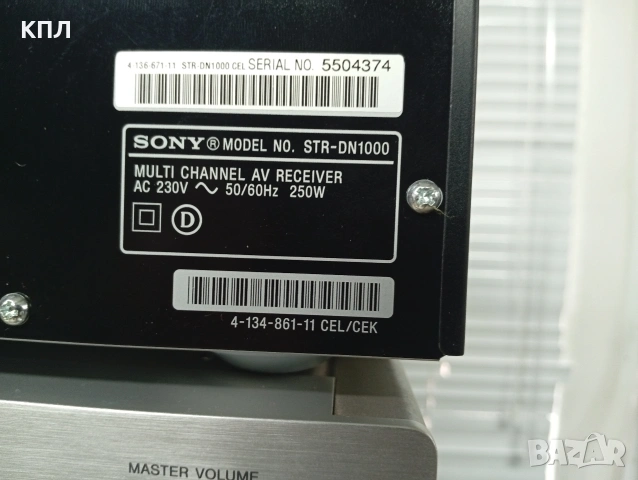 КПЛ
4-136-671-11 STR-DN1000 CEL SERIAL NO. 5504374
SONY® MODEL NO. STR-DN1000
MULTI CHANNEL AV RECEIVER
AC 230V ~ 50/60Hz 250W
D
4-134-861-11 CEL/CEK
MASTER VOLUME
BAZAR